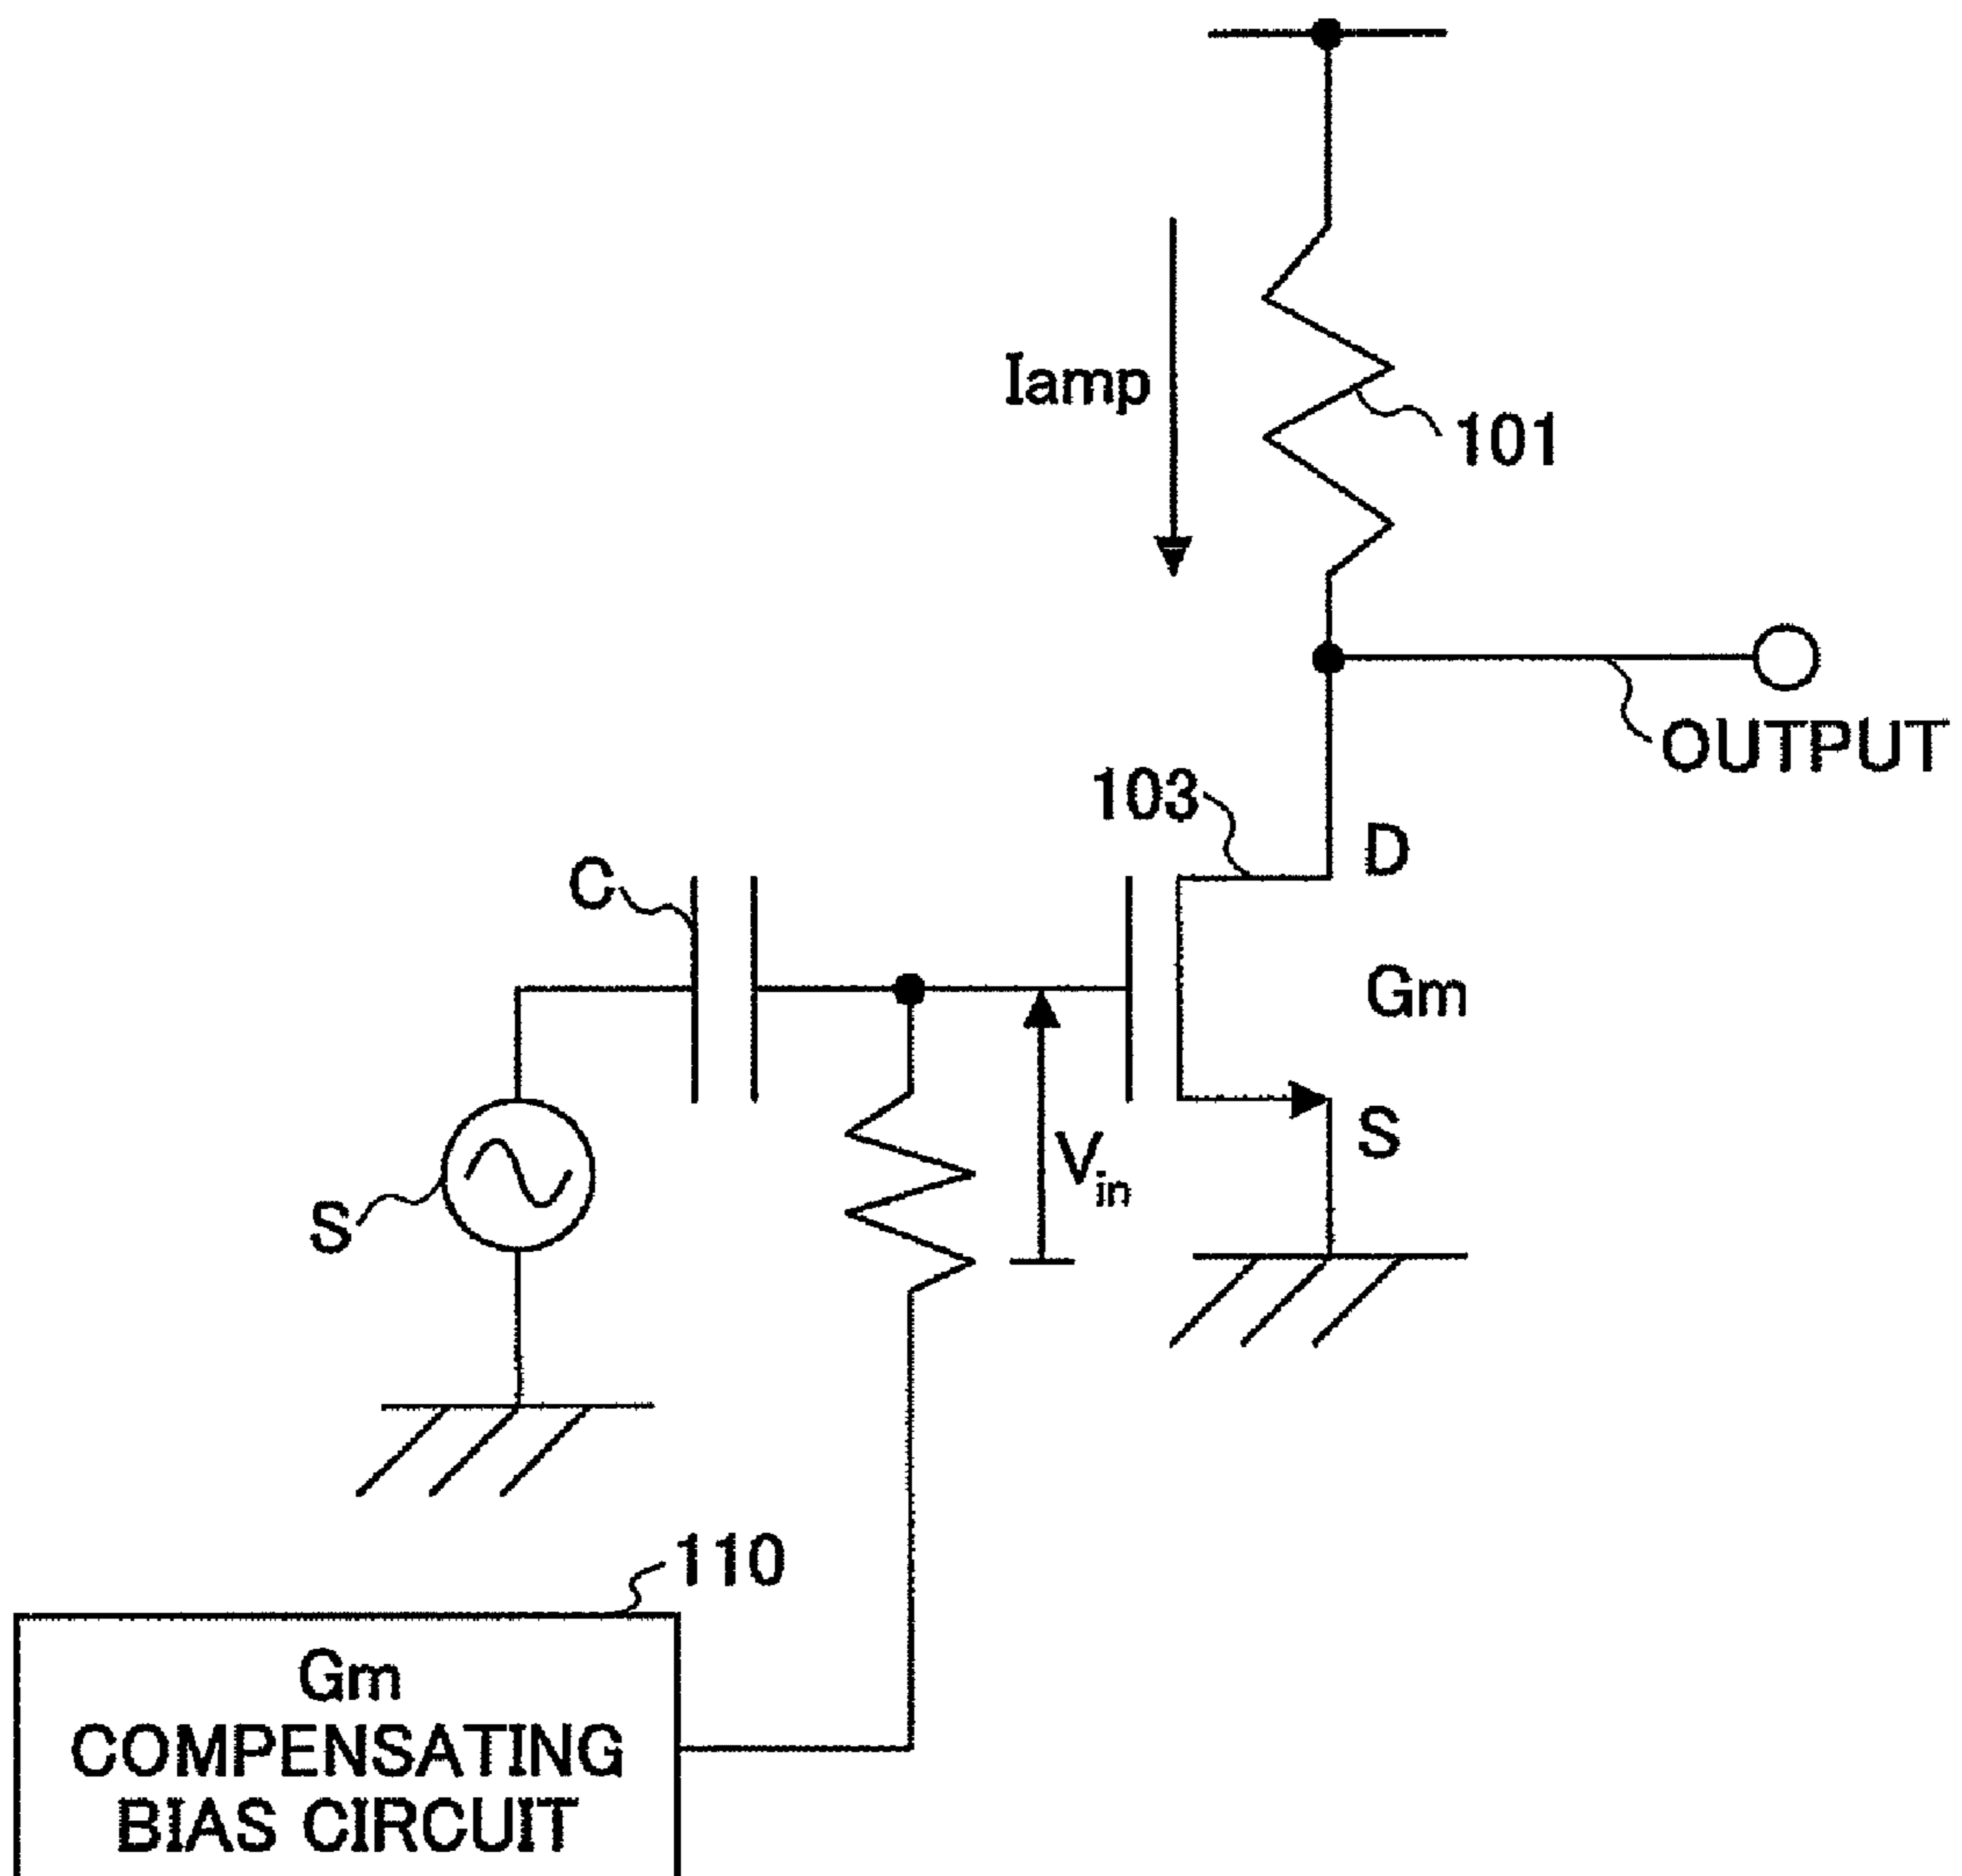 Iamp
101
OUTPUT
103
D
C
Gm
S
Vin
S
110
Gm
COMPENSATING
BIAS CIRCUIT